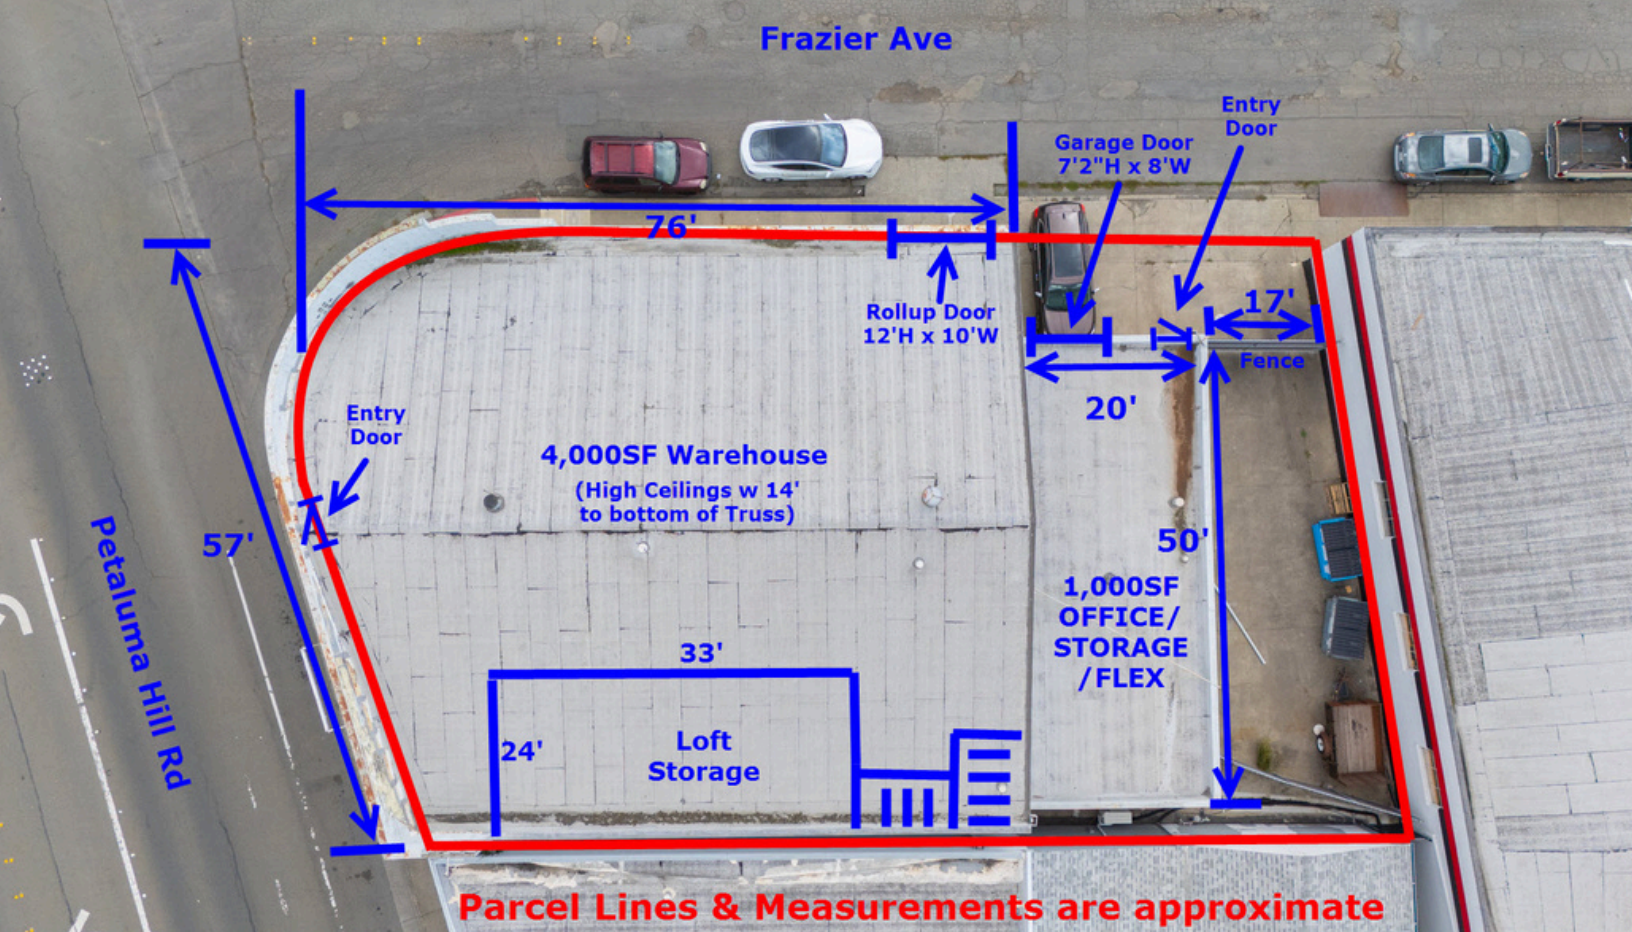 Frazier Ave
Entry
Door
Garage Door
7'2"H x 8'W
76'
Rollup Door
12'H x 10'W
17'
Fence
20'
Entry
Door
4,000SF Warehouse
(High Ceilings w 14'
to bottom of Truss)
57'
50'
Petaluma Hill Rd
1,000SF
OFFICE/
STORAGE
/FLEX
33'
24'
Loft
Storage
Parcel Lines & Measurements are approximate